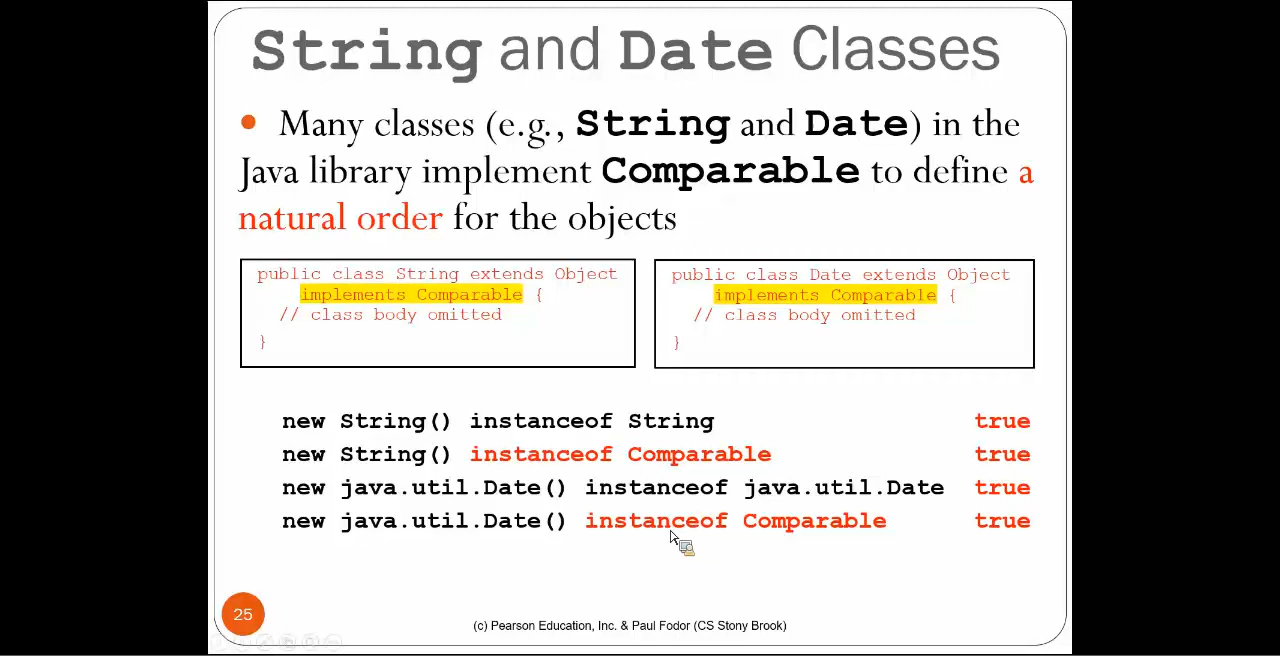 String and Date Classes
• Many classes (e.g., String and Date) in the
Java library implement Comparable to define a
natural order for the objects
public class String extends Object
implements Comparable {
// class body omitted
}
public class Date extends Object
implements Comparable {
// class body omitted
}
new String() instanceof String true
new String() instanceof Comparable true
new java.util.Date() instanceof java.util.Date true
new java.util.Date() instanceof Comparable true
25
(c) Pearson Education, Inc. & Paul Fodor (CS Stony Brook)